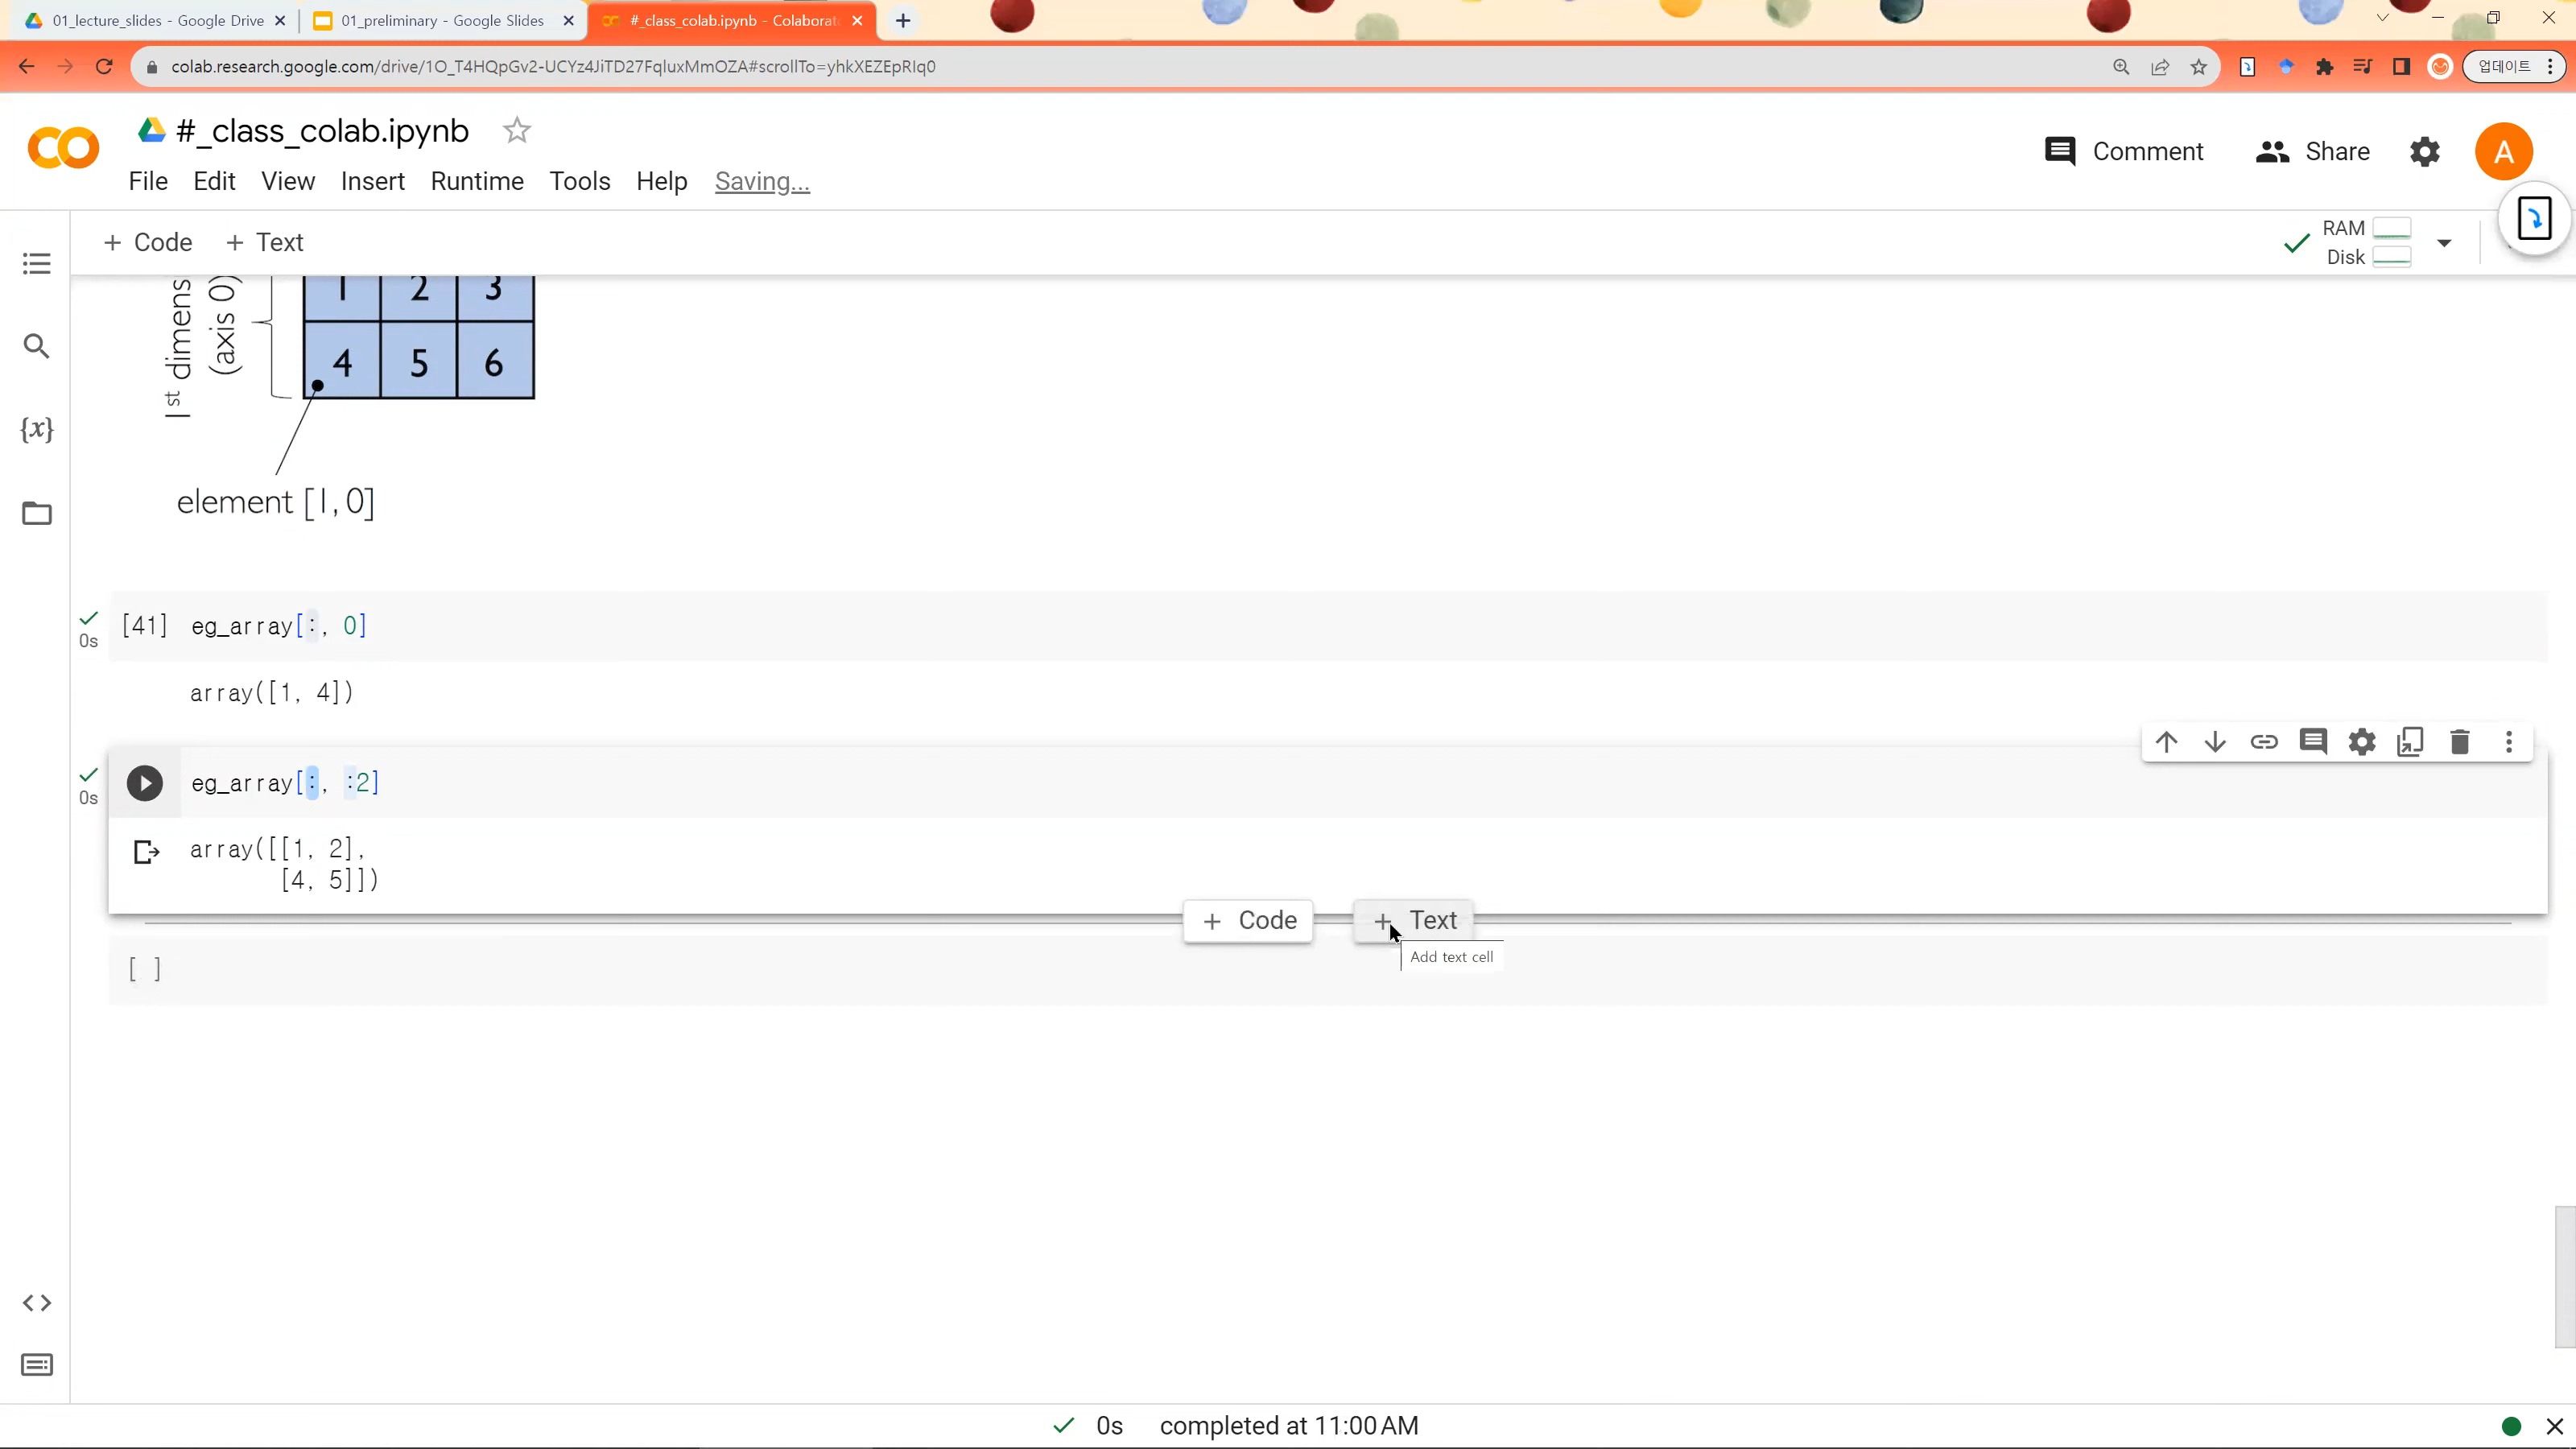 01_lecture_slides - Google Drive
01_preliminary - Google Slides
#_class_colab.ipynb - Colaborat
colab.research.google.com/drive/1O_T4HQpGv2-UCYz4JiTD27FqluxMmOZA#scrollTo=yhkXEZEpRlq0
업데이트
#_class_colab.ipynb
Comment
Share
A
File Edit View Insert Runtime Tools Help Saving...
+ Code + Text
RAM
Disk
1st dimens
(axis 0)
1 2 3
4 5 6
element [1, 0]
{x}
[41] eg_array[:, 0]
0s
array([1, 4])
eg_array[:, :2]
0s
array([[1, 2],
[4, 5]])
+ Code + Text
Add text cell
[ ]
0s completed at 11:00 AM